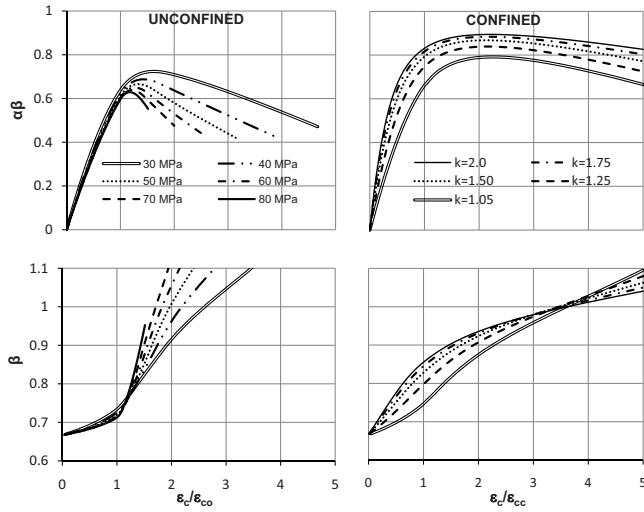 UNCONFINED
CONFINED
1
0.8
0.6
0.4
0.2
0
αβ
30 MPa
40 MPa
50 MPa
60 MPa
70 MPa
80 MPa
k=2.0
k=1.75
k=1.50
k=1.25
k=1.05
1.1
1
0.9
0.8
0.7
0.6
β
0 1 2 3 4 5
0 1 2 3 4 5
εc/εco
εc/εcc